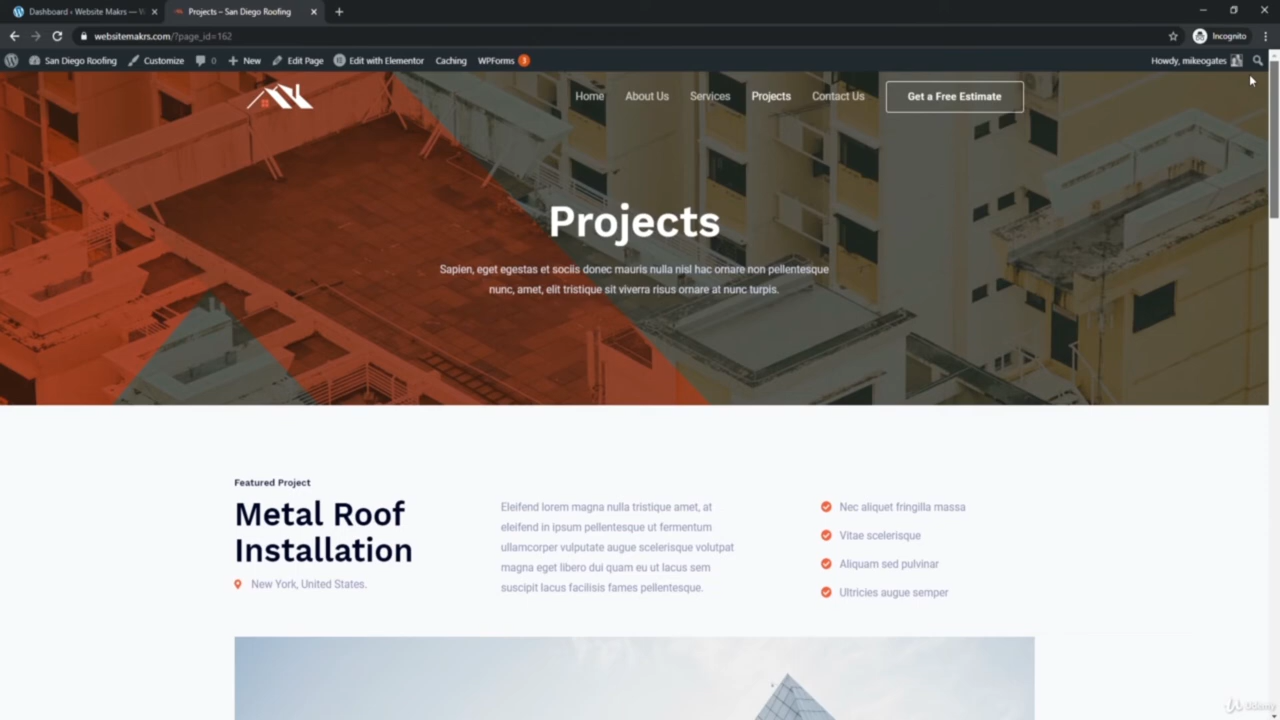 Dashboard ‹ Website Makrs — W
Projects – San Diego Roofing
websitemakrs.com/?page_id=162
Incognito
San Diego Roofing
Customize
0
New
Edit Page
Edit with Elementor
Caching
WPForms
3
Howdy, mikeogates
Home
About Us
Services
Projects
Contact Us
Get a Free Estimate
Projects
Sapien, eget egestas et sociis donec mauris nulla nisl hac ornare non pellentesque
nunc, amet, elit tristique sit viverra risus ornare at nunc turpis.
Featured Project
Metal Roof
Installation
New York, United States.
Eleifend lorem magna nulla tristique amet, at
eleifend in ipsum pellentesque ut fermentum
ullamcorper vulputate augue scelerisque volutpat
magna eget libero dui quam eu ut lacus sem
suscipit lacus facilisis fames pellentesque.
Nec aliquet fringilla massa
Vitae scelerisque
Aliquam sed pulvinar
Ultricies augue semper
Udemy